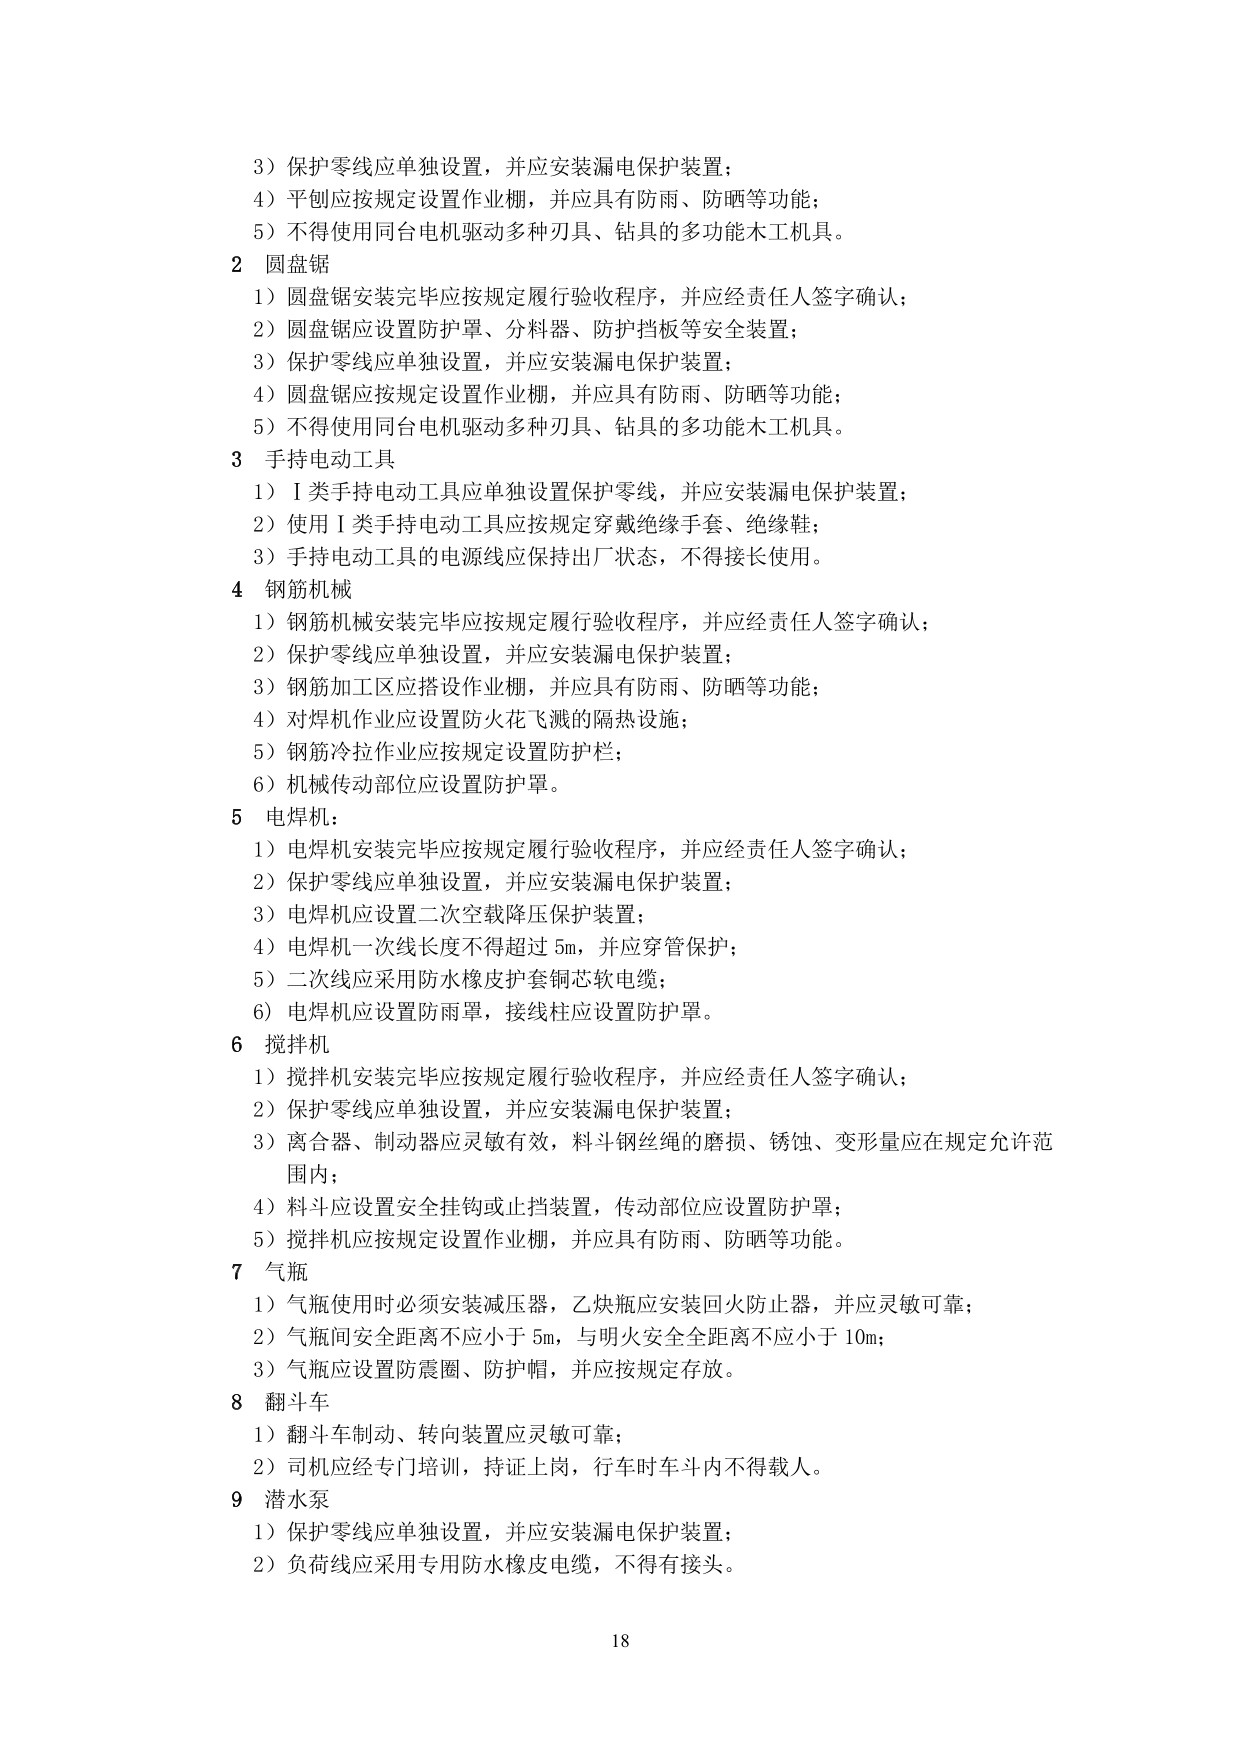 3）保护零线应单独设置，并应安装漏电保护装置；
4）平刨应按规定设置作业棚，并应具有防雨、防晒等功能；
5）不得使用同台电机驱动多种刃具、钻具的多功能木工机具。
2 圆盘锯
1）圆盘锯安装完毕应按规定履行验收程序，并应经责任人签字确认；
2）圆盘锯应设置防护罩、分料器、防护挡板等安全装置；
3）保护零线应单独设置，并应安装漏电保护装置；
4）圆盘锯应按规定设置作业棚，并应具有防雨、防晒等功能；
5）不得使用同台电机驱动多种刃具、钻具的多功能木工机具。
3 手持电动工具
1）Ⅰ类手持电动工具应单独设置保护零线，并应安装漏电保护装置；
2）使用Ⅰ类手持电动工具应按规定穿戴绝缘手套、绝缘鞋；
3）手持电动工具的电源线应保持出厂状态，不得接长使用。
4 钢筋机械
1）钢筋机械安装完毕应按规定履行验收程序，并应经责任人签字确认；
2）保护零线应单独设置，并应安装漏电保护装置；
3）钢筋加工区应搭设作业棚，并应具有防雨、防晒等功能；
4）对焊机作业应设置防火花飞溅的隔热设施；
5）钢筋冷拉作业应按规定设置防护栏；
6）机械传动部位应设置防护罩。
5 电焊机：
1）电焊机安装完毕应按规定履行验收程序，并应经责任人签字确认；
2）保护零线应单独设置，并应安装漏电保护装置；
3）电焊机应设置二次空载降压保护装置；
4）电焊机一次线长度不得超过 5m，并应穿管保护；
5）二次线应采用防水橡皮护套铜芯软电缆；
6）电焊机应设置防雨罩，接线柱应设置防护罩。
6 搅拌机
1）搅拌机安装完毕应按规定履行验收程序，并应经责任人签字确认；
2）保护零线应单独设置，并应安装漏电保护装置；
3）离合器、制动器应灵敏有效，料斗钢丝绳的磨损、锈蚀、变形量应在规定允许范
围内；
4）料斗应设置安全挂钩或止挡装置，传动部位应设置防护罩；
5）搅拌机应按规定设置作业棚，并应具有防雨、防晒等功能。
7 气瓶
1）气瓶使用时必须安装减压器，乙炔瓶应安装回火防止器，并应灵敏可靠；
2）气瓶间安全距离不应小于 5m，与明火安全全距离不应小于 10m；
3）气瓶应设置防震圈、防护帽，并应按规定存放。
8 翻斗车
1）翻斗车制动、转向装置应灵敏可靠；
2）司机应经专门培训，持证上岗，行车时车斗内不得载人。
9 潜水泵
1）保护零线应单独设置，并应安装漏电保护装置；
2）负荷线应采用专用防水橡皮电缆，不得有接头。
18